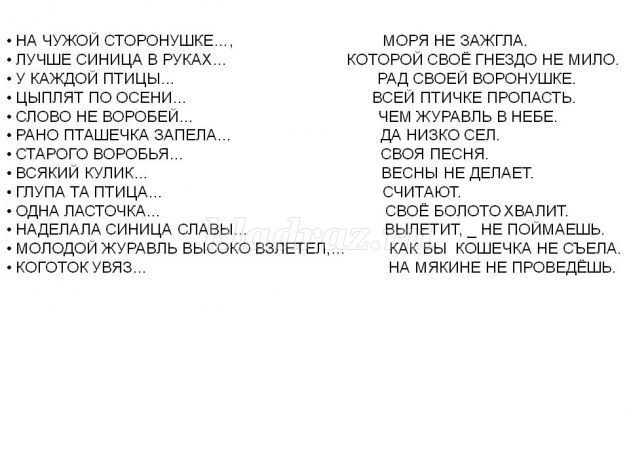 • НА ЧУЖОЙ СТОРОНУШКЕ…, МОРЯ НЕ ЗАЖГЛА.
• ЛУЧШЕ СИНИЦА В РУКАХ… КОТОРОЙ СВОЁ ГНЕЗДО НЕ МИЛО.
• У КАЖДОЙ ПТИЦЫ… РАД СВОЕЙ ВОРОНУШКЕ.
• ЦЫПЛЯТ ПО ОСЕНИ… ВСЕЙ ПТИЧКЕ ПРОПАСТЬ.
• СЛОВО НЕ ВОРОБЕЙ… ЧЕМ ЖУРАВЛЬ В НЕБЕ.
• РАНО ПТАШЕЧКА ЗАПЕЛА… ДА НИЗКО СЕЛ.
• СТАРОГО ВОРОБЬЯ… СВОЯ ПЕСНЯ.
• ВСЯКИЙ КУЛИК… ВЕСНЫ НЕ ДЕЛАЕТ.
• ГЛУПА ТА ПТИЦА… СЧИТАЮТ.
• ОДНА ЛАСТОЧКА… СВОЁ БОЛОТО ХВАЛИТ.
• НАДЕЛАЛА СИНИЦА СЛАВЫ… ВЫЛЕТИТ, _ НЕ ПОЙМАЕШЬ.
• МОЛОДОЙ ЖУРАВЛЬ ВЫСОКО ВЗЛЕТЕЛ,… КАК БЫ КОШЕЧКА НЕ СЪЕЛА.
• КОГОТОК УВЯЗ… НА МЯКИНЕ НЕ ПРОВЕДЁШЬ.